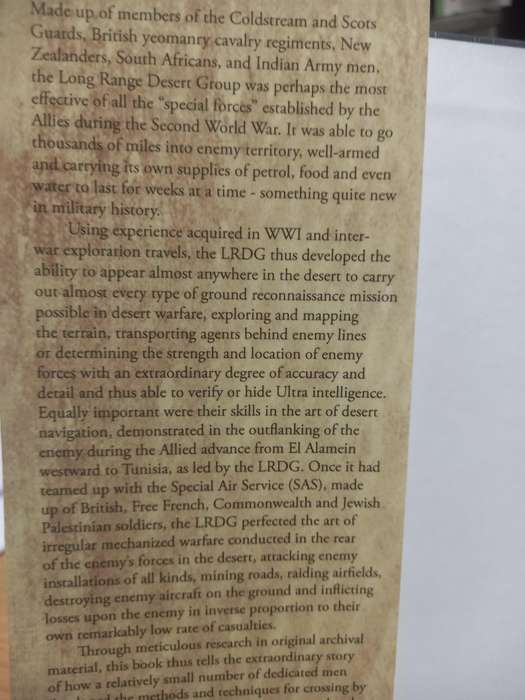 Made up of members of the Coldstream and Scots
Guards, British yeomanry cavalry regiments, New
Zealanders, South Africans, and Indian Army men,
the Long Range Desert Group was perhaps the most
effective of all the "special forces" established by the
Allies during the Second World War. It was able to go
thousands of miles into enemy territory, well-armed
and carrying its own supplies of petrol, food and even
water to last for weeks at a time - something quite new
in military history.
Using experience acquired in WWI and inter-
war exploration travels, the LRDG thus developed the
ability to appear almost anywhere in the desert to carry
out almost every type of ground reconnaissance mission
possible in desert warfare, exploring and mapping
the terrain, transporting agents behind enemy lines
or determining the strength and location of enemy
forces with an extraordinary degree of accuracy and
detail and thus able to verify or hide Ultra intelligence.
Equally important were their skills in the art of desert
navigation, demonstrated in the outflanking of the
enemy during the Allied advance from El Alamein
westward to Tunisia, as led by the LRDG. Once it had
teamed up with the Special Air Service (SAS), made
up of British, Free French, Commonwealth and Jewish
Palestinian soldiers, the LRDG perfected the art of
irregular mechanized warfare conducted in the rear
of the enemy's forces in the desert, attacking enemy
installations of all kinds, mining roads, raiding airfields,
destroying enemy aircraft on the ground and inflicting
losses upon the enemy in inverse proportion to their
own remarkably low rate of casualties.
Through meticulous research in original archival
material, this book thus tells the extraordinary story
of how a relatively small number of dedicated men
the methods and techniques for crossing by